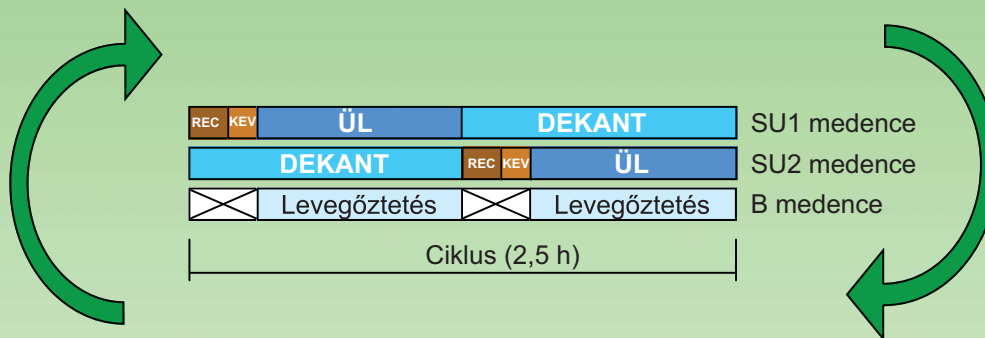 REC KEV ÜL DEKANT SU1 medence
DEKANT REC KEV ÜL SU2 medence
Levegőztetés Levegőztetés B medence
Ciklus (2,5 h)